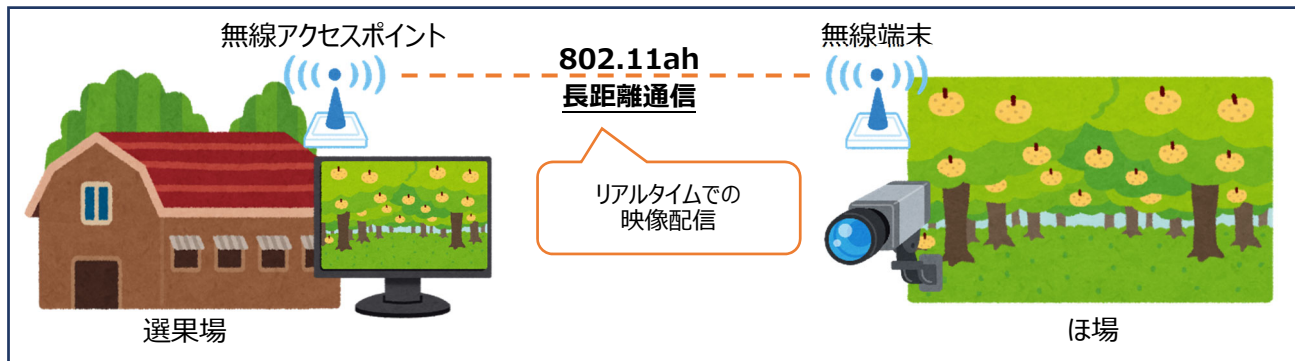 無線アクセスポイント
802.11ah
長距離通信
無線端末
リアルタイムでの
映像配信
選果場
ほ場